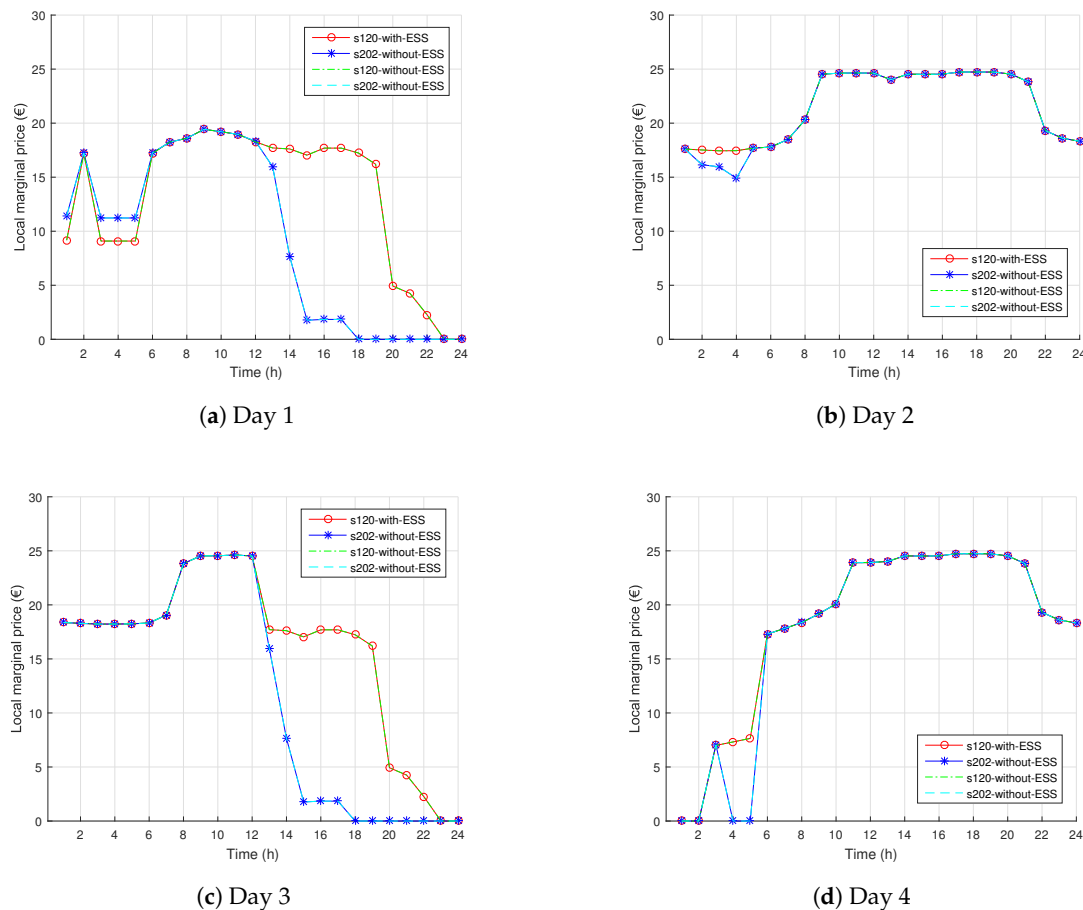 30
25
20
15
10
5
0
Local marginal price (€)
s120-with-ESS
s202-without-ESS
s120-without-ESS
s202-without-ESS
2 4 6 8 10 12 14 16 18 20 22 24
Time (h)
(a) Day 1
30
25
20
15
10
5
0
Local marginal price (€)
s120-with-ESS
s202-without-ESS
s120-without-ESS
s202-without-ESS
2 4 6 8 10 12 14 16 18 20 22 24
Time (h)
(b) Day 2
30
25
20
15
10
5
0
Local marginal price (€)
s120-with-ESS
s202-without-ESS
s120-without-ESS
s202-without-ESS
2 4 6 8 10 12 14 16 18 20 22 24
Time (h)
(c) Day 3
30
25
20
15
10
5
0
Local marginal price (€)
s120-with-ESS
s202-without-ESS
s120-without-ESS
s202-without-ESS
2 4 6 8 10 12 14 16 18 20 22 24
Time (h)
(d) Day 4